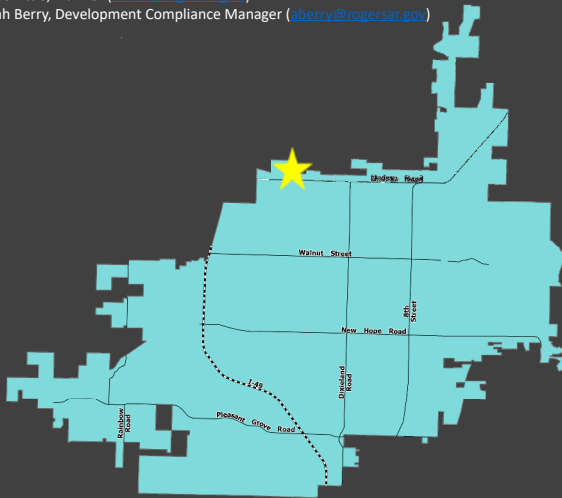 ah Berry, Development Compliance Manager (aberry@rogersar.gov)
Road
Walnut Street
8th Street
New Hope Road
Dixieland Road
I-49
Pleasant Grove Road
Rainbow Road